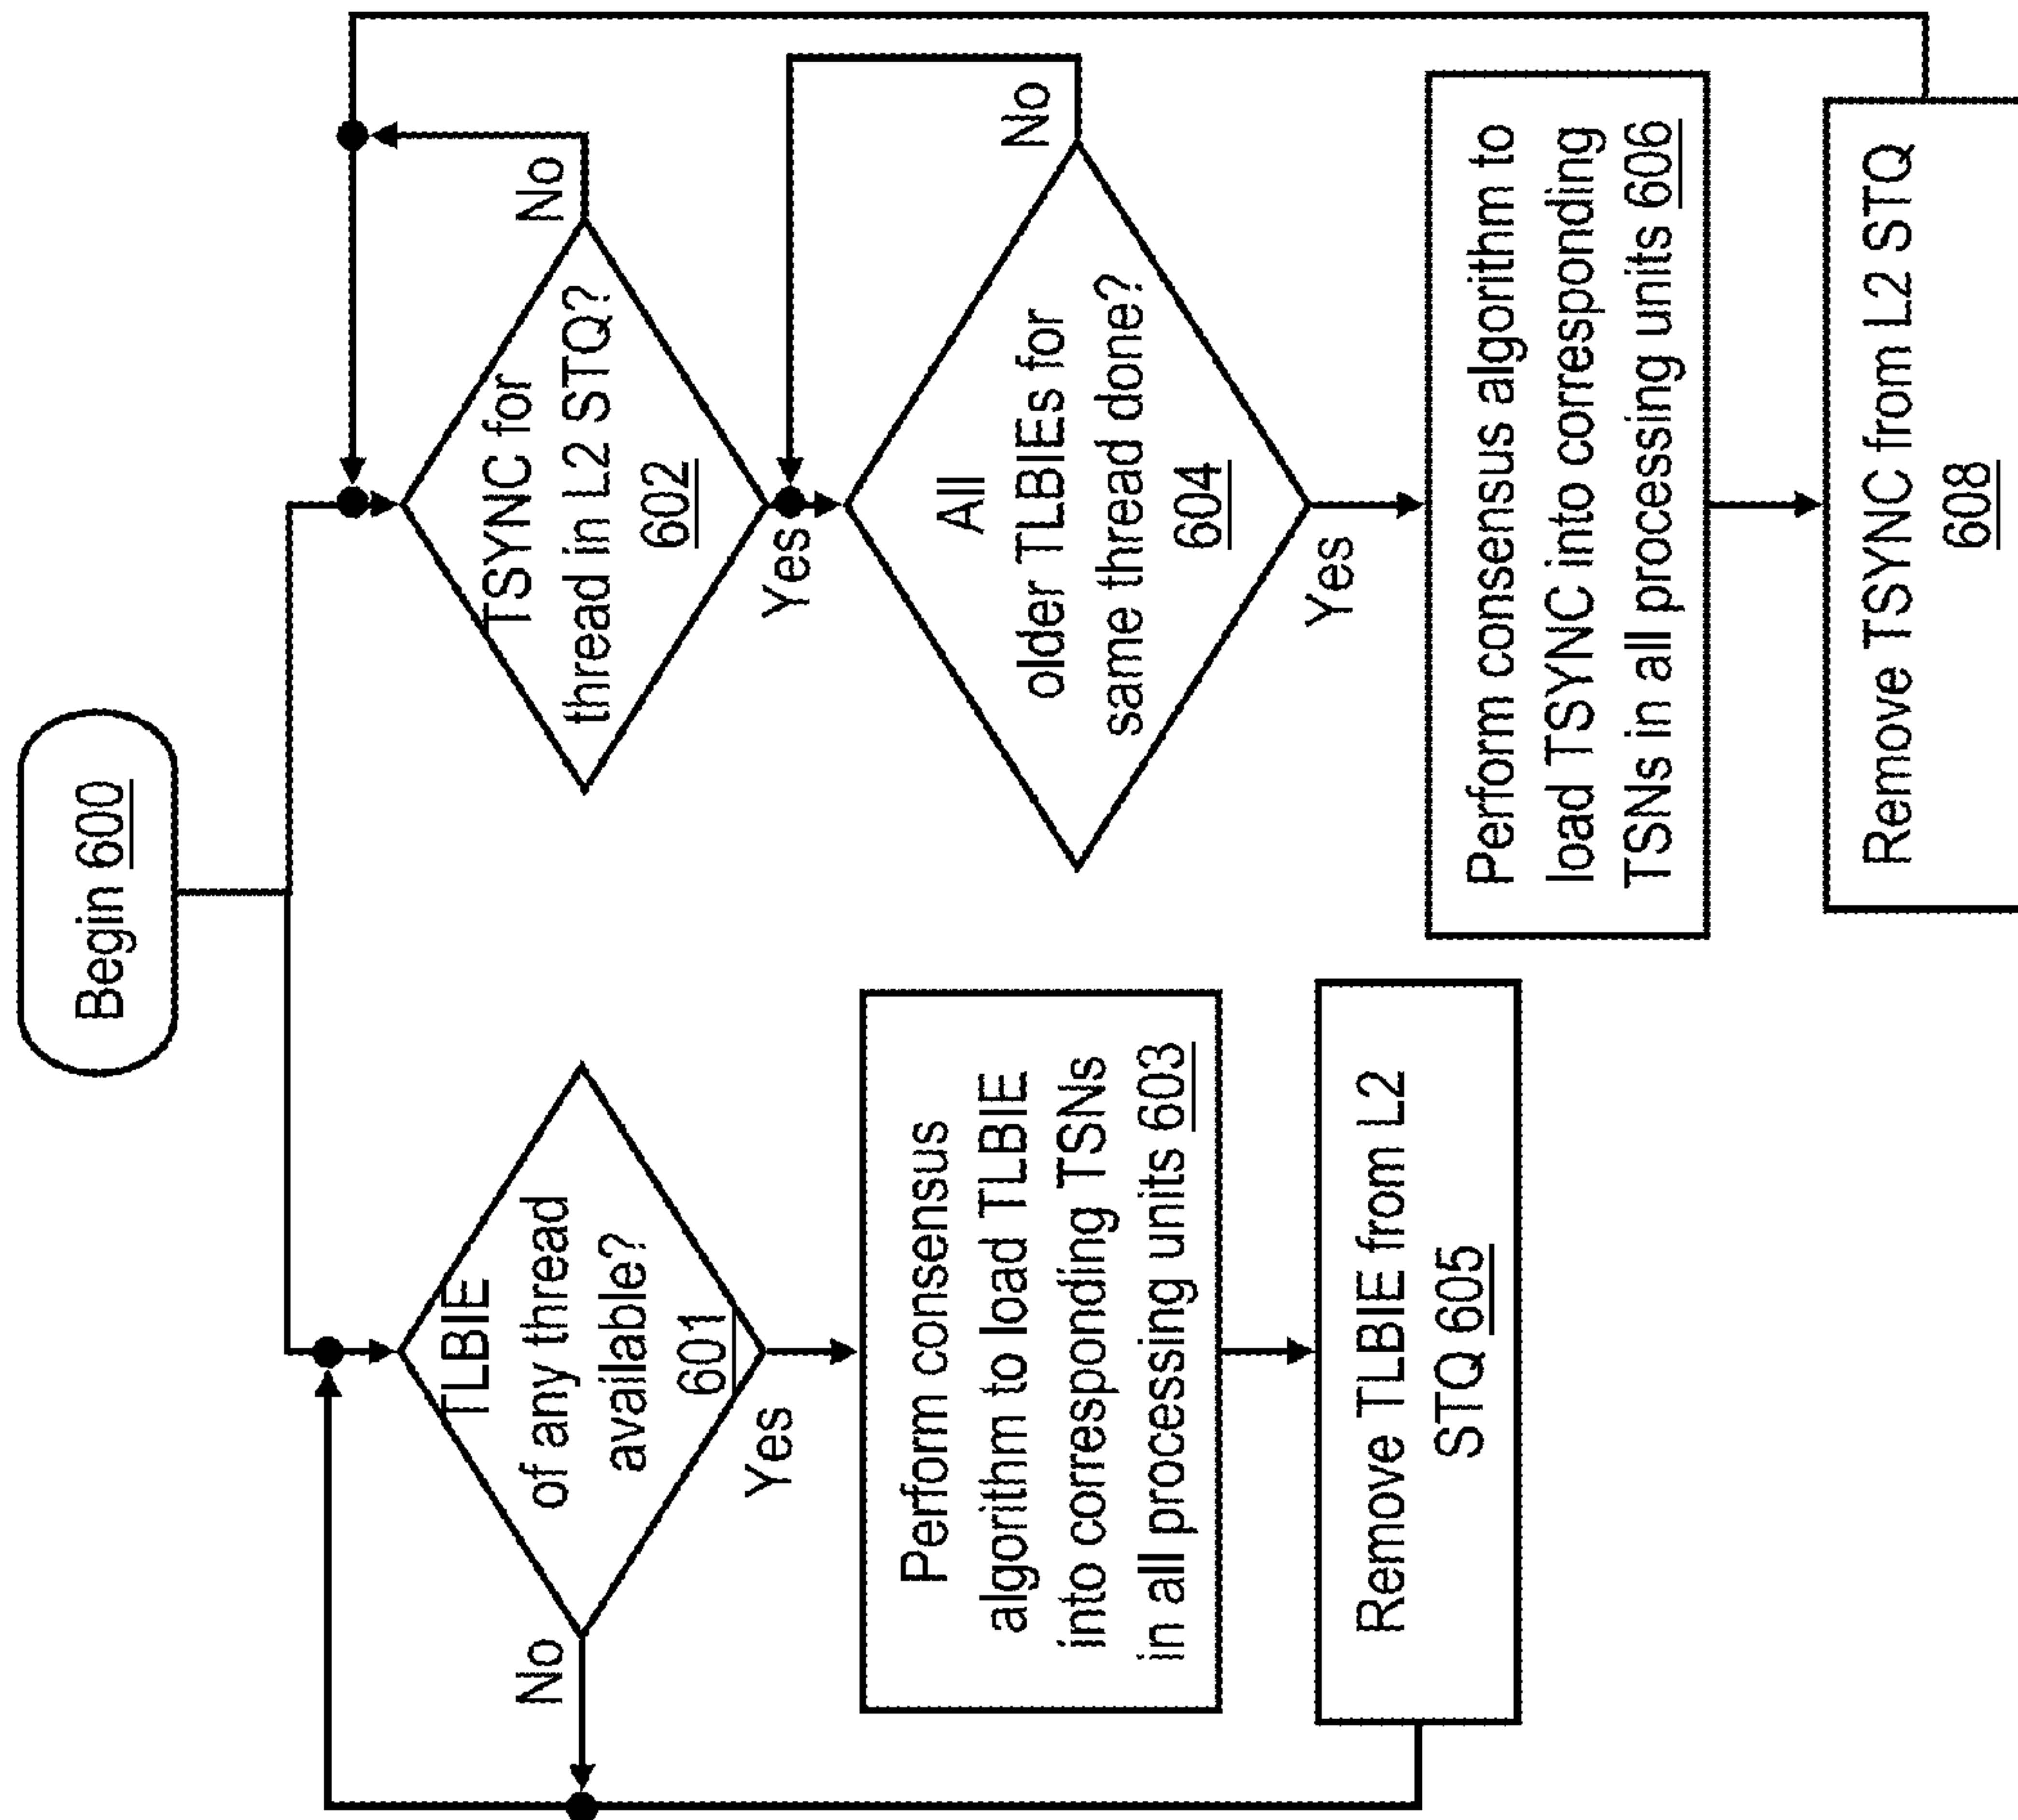 Begin 600
TLBIE
of any thread
available?
601
No
Yes
Perform consensus
algorithm to load TLBIE
into corresponding TSNs
in all processing units 603
Remove TLBIE from L2
STQ 605
TSYNC for
thread in L2 STQ?
602
No
Yes
All
older TLBIEs for
same thread done?
604
No
Yes
Perform consensus algorithm to
load TSYNC into corresponding
TSNs in all processing units 606
Remove TSYNC from L2 STQ
608